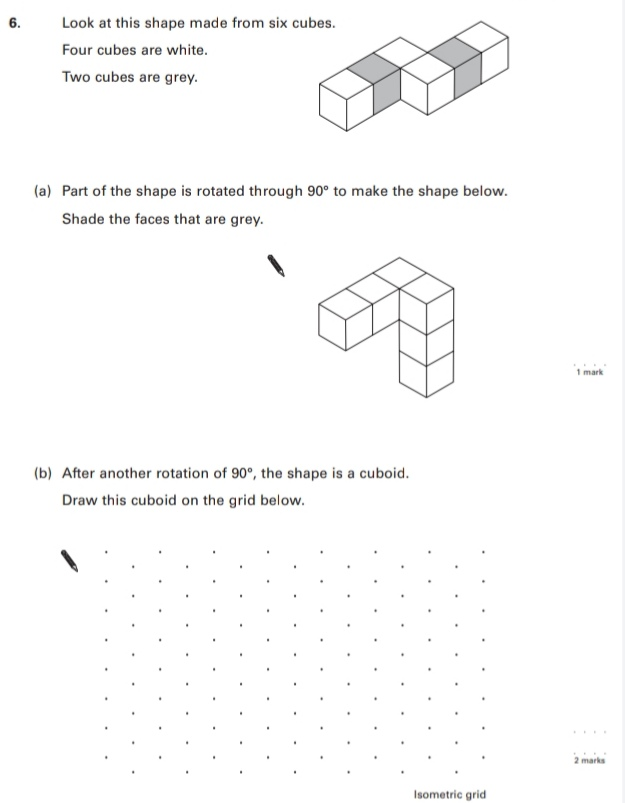 6. Look at this shape made from six cubes.
Four cubes are white.
Two cubes are grey.
(a) Part of the shape is rotated through 90° to make the shape below.
Shade the faces that are grey.
1 mark
(b) After another rotation of 90°, the shape is a cuboid.
Draw this cuboid on the grid below.
2 marks
Isometric grid